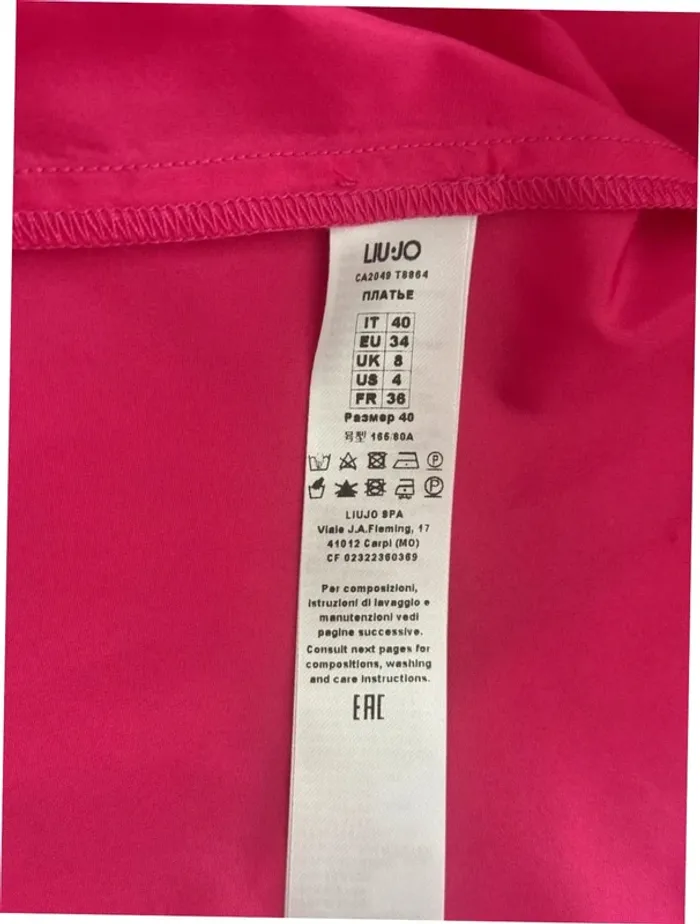 LIU·JO
CA2049 T8864
ПЛАТЬЕ
IT 40
EU 34
UK 8
US 4
FR 36
Размер 40
号型 165/80A
P
P
LIUJO SPA
Viale J.A.Fleming, 17
41012 Carpi (MO)
CF 02322360369
Per composizioni,
istruzioni di lavaggio e
manutenzioni vedi
pagine successive.
Consult next pages for
compositions, washing
and care instructions.
EAC